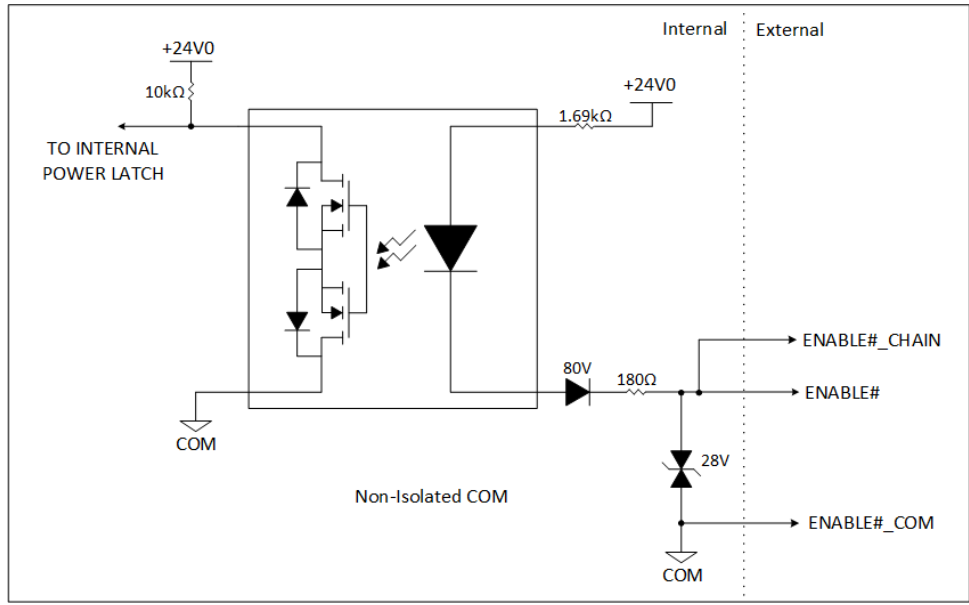 Internal
External
+24V0
+24V0
10kΩ
1.69kΩ
TO INTERNAL
POWER LATCH
ENABLE#_CHAIN
80V
180Ω
ENABLE#
COM
28V
Non-Isolated COM
ENABLE#_COM
COM